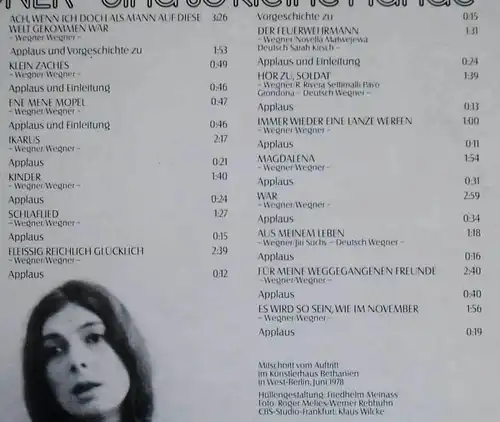 ACH, WENN ICH DOCH ALS MANN AUF DIESE 3:26
WELT GEKOMMEN WÄR
– Wegner/Wegner –
Applaus und Vorgeschichte zu 1:53
KLEIN ZACHES 0:49
– Wegner/Wegner –
Applaus und Einleitung 0:46
ENE MENE MOPEL 0:47
– Wegner/Wegner –
Applaus und Einleitung 0:46
IKARUS 2:17
– Wegner/Wegner –
Applaus 0:21
KINDER 1:40
– Wegner/Wegner –
Applaus 0:24
SCHLAFLIED 1:27
– Wegner/Wegner –
Applaus 0:15
FLEISSIG REICHLICH GLÜCKLICH 2:39
– Wegner/Wegner –
Applaus 0:12
Vorgeschichte zu 0:15
DER FEUERWEHRMANN 1:31
– Wegner/Novella Matwejewa
Deutsch Sarah Kirsch –
Applaus und Einleitung 0:24
HÖR ZU, SOLDAT 1:39
– Wegner/R. Rivera Settimalli Pavo
Grondona – Deutsch Wegner –
Applaus 0:13
IMMER WIEDER EINE LANZE WERFEN 1:00
– Wegner/Wegner –
Applaus 0:11
MAGDALENA 1:54
– Wegner/Wegner –
Applaus 0:31
WAR 2:59
– Wegner/Wegner –
Applaus 0:34
AUS MEINEM LEBEN 1:18
– Wegner/Jiri Suchs – Deutsch Wegner –
Applaus 0:16
FÜR MEINE WEGGEGANGENEN FREUNDE 2:40
– Wegner/Wegner –
Applaus 0:40
ES WIRD SO SEIN, WIE IM NOVEMBER 1:56
– Wegner/Wegner –
Applaus 0:19
Mitschnitt vom Auftritt
im Künstlerhaus Bethanien
in West-Berlin, Juni 1978
Hüllengestaltung: Friedhelm Meinass
Foto: Roger Melies-Werner Rebhuhn
CBS-Studio-Frankfurt: Klaus Wilcke